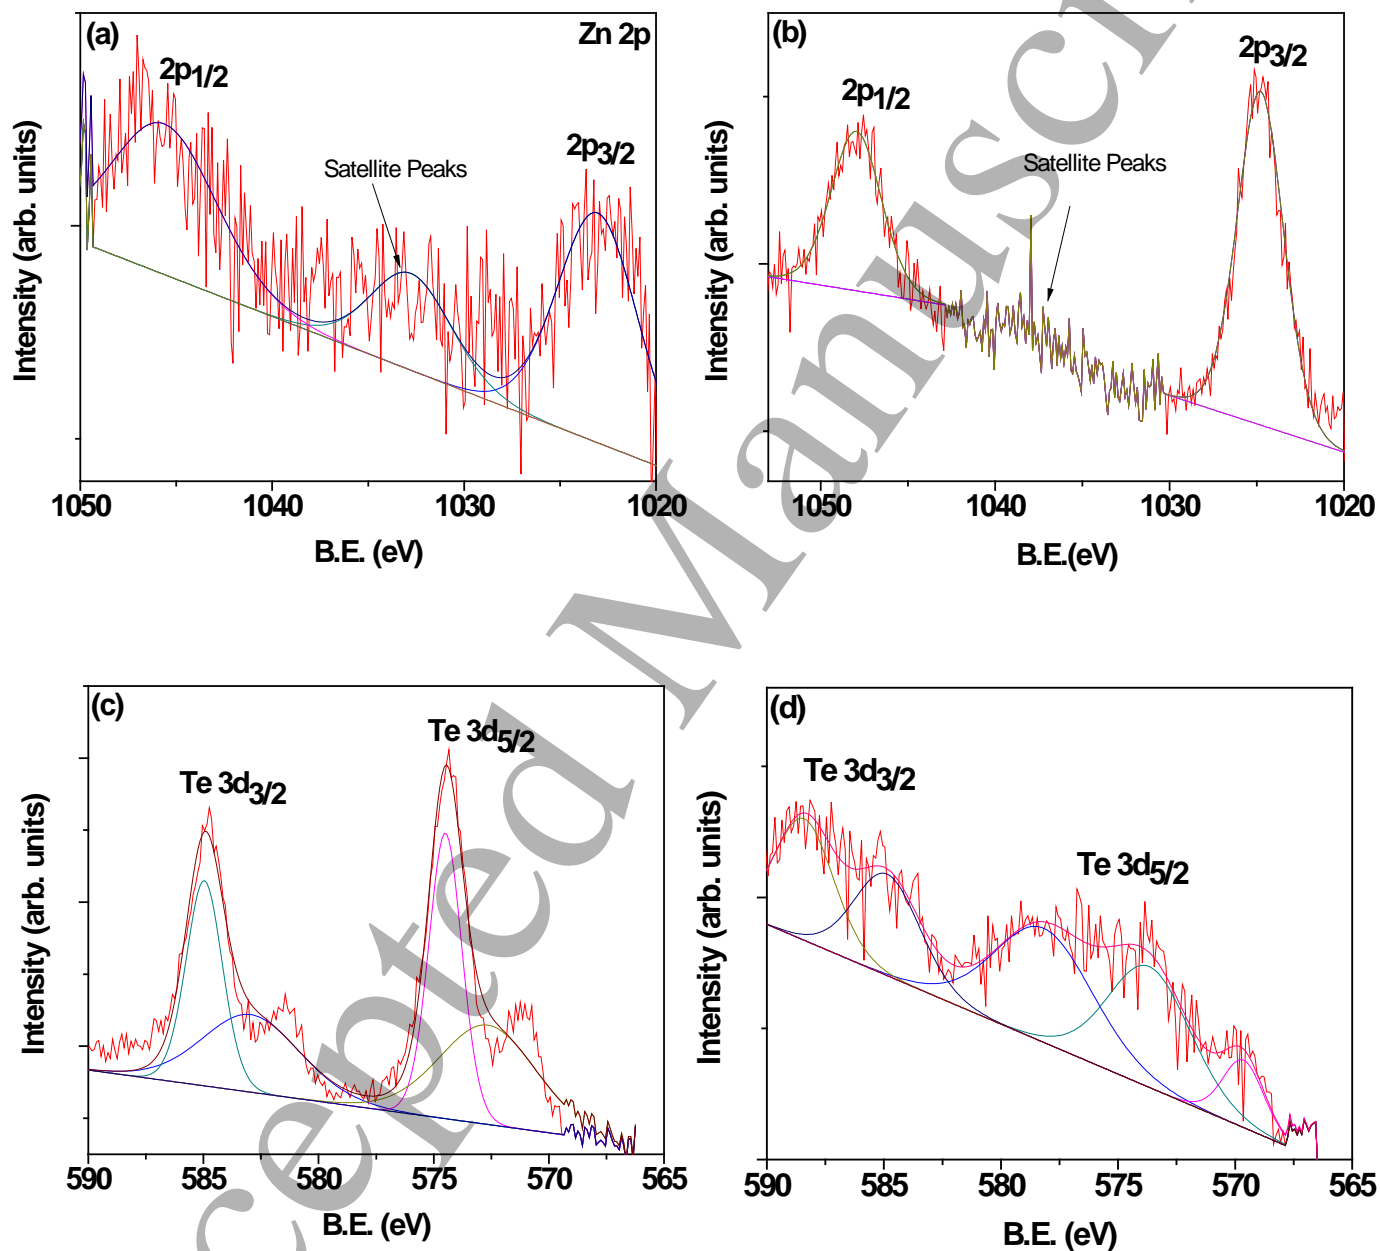 (a)
Zn 2p
2p1/2
Satellite Peaks
2p3/2
Intensity (arb. units)
1050
1040
1030
1020
B.E. (eV)
(b)
2p3/2
2p1/2
Satellite Peaks
Intensity (arb. units)
1050
1040
1030
1020
B.E.(eV)
(c)
Te 3d5/2
Te 3d3/2
Intensity (arb. units)
590
585
580
575
570
565
B.E. (eV)
(d)
Te 3d3/2
Te 3d5/2
Intensity (arb. units)
590
585
580
575
570
565
B.E. (eV)
cepted Manuscri